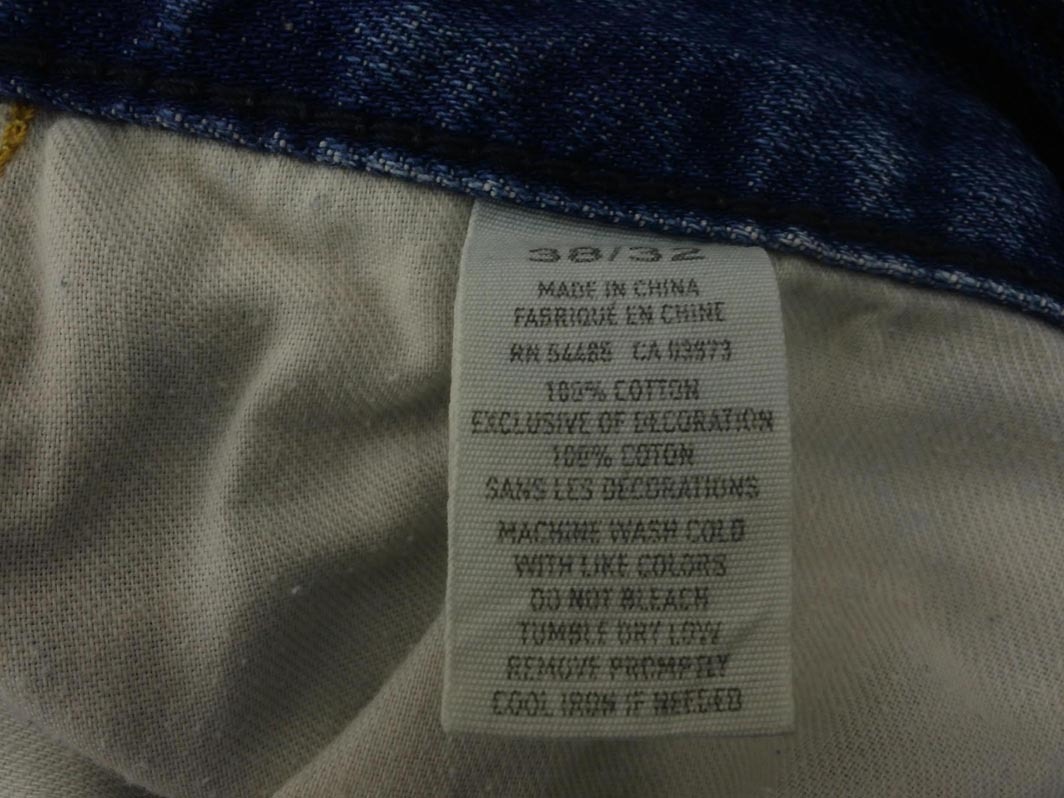 38/32
MADE IN CHINA
FABRIQUÉ EN CHINE
RN 54485 CA 03973
100% COTTON
EXCLUSIVE OF DECORATION
100% COTON
SANS LES DÉCORATIONS
MACHINE WASH COLD
WITH LIKE COLORS
DO NOT BLEACH
TUMBLE DRY LOW
REMOVE PROMPTLY
COOL IRON IF NEEDED